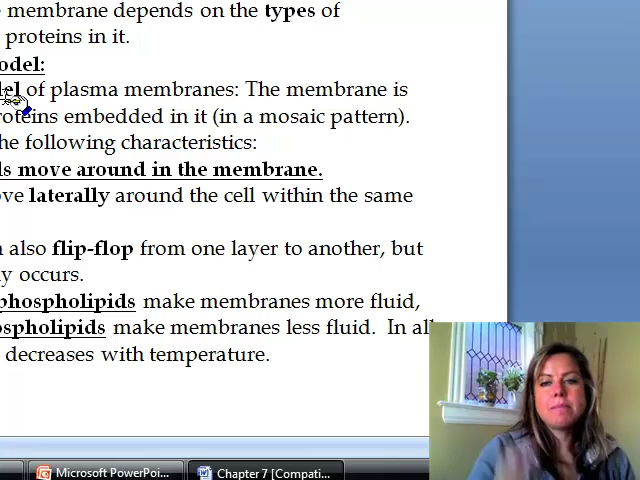 e membrane depends on the types of
proteins in it.
odel:
del of plasma membranes: The membrane is
roteins embedded in it (in a mosaic pattern).
he following characteristics:
ds move around in the membrane.
ve laterally around the cell within the same
also flip-flop from one layer to another, but
y occurs.
phospholipids make membranes more fluid,
ospholipids make membranes less fluid. In all
decreases with temperature.
Microsoft PowerPoi...
Chapter 7 [Compati...